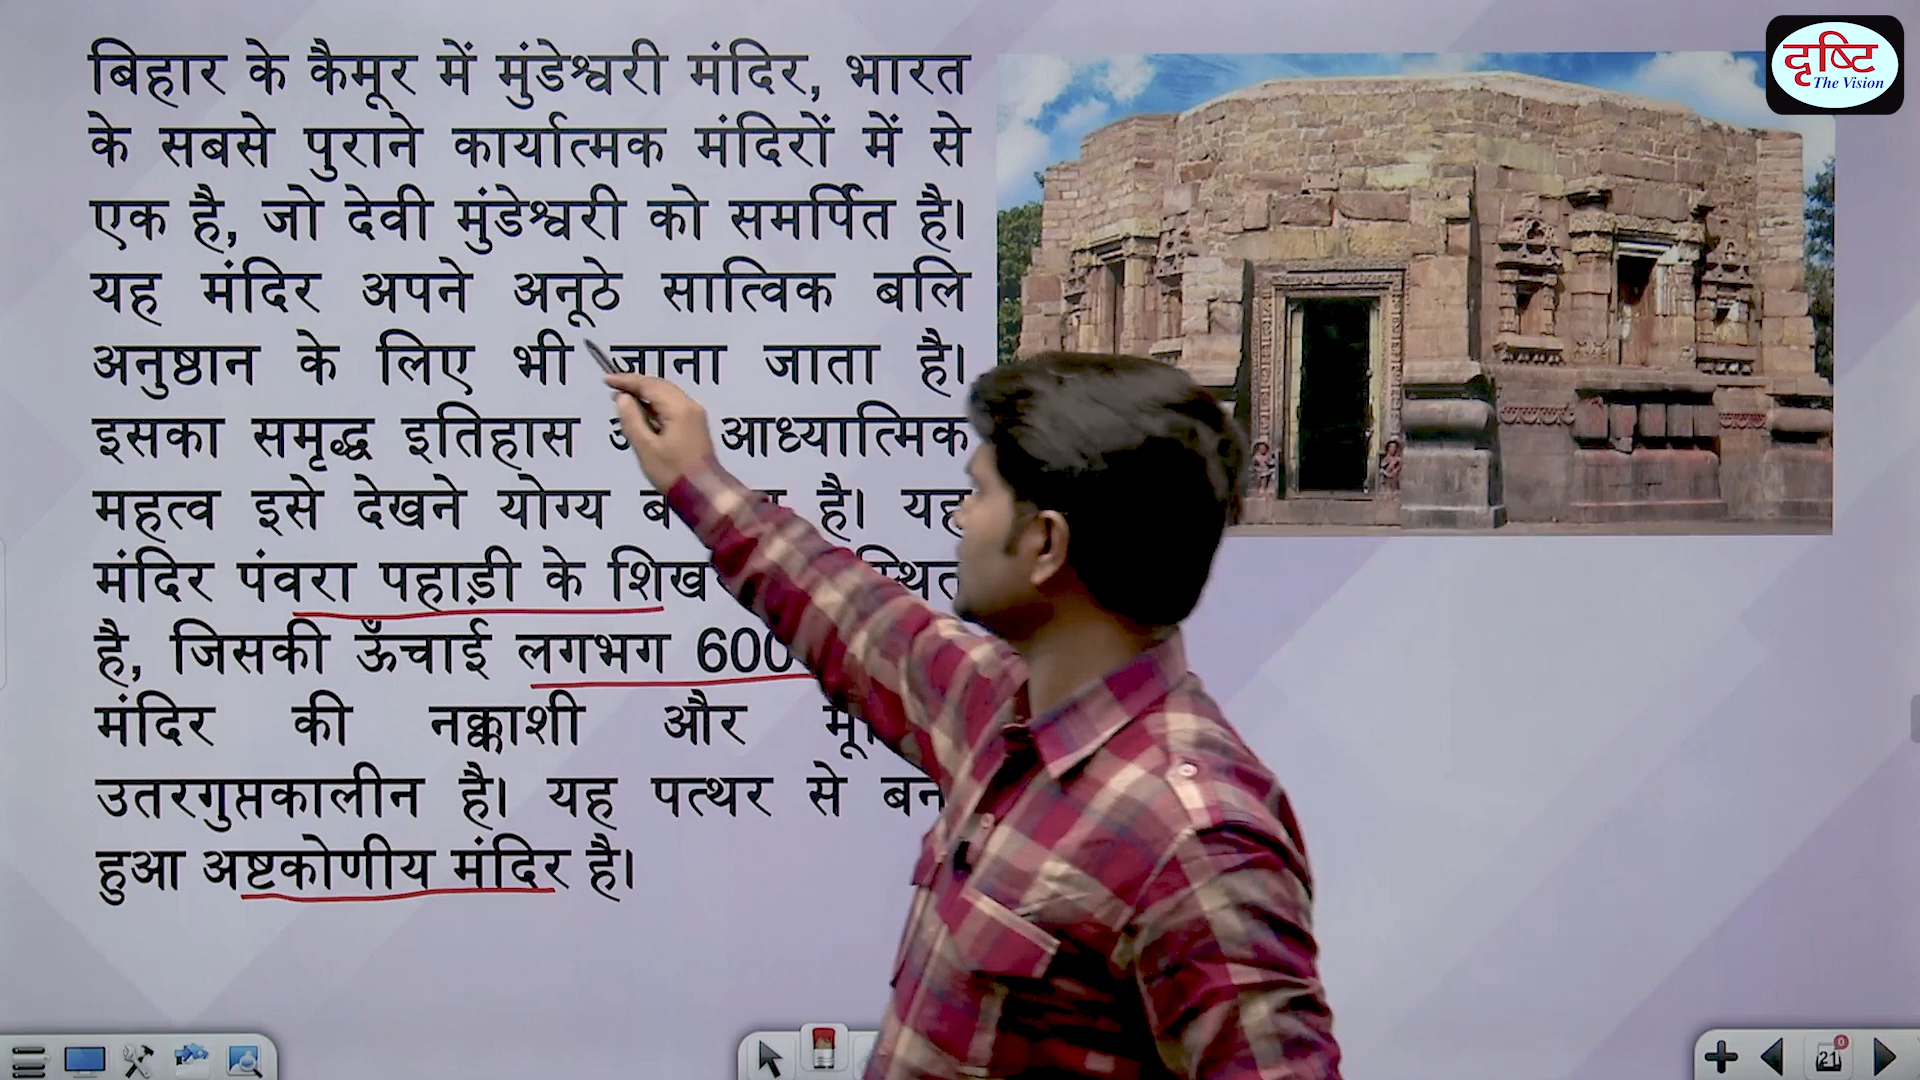 बिहार के कैमूर में मुंडेश्वरी मंदिर, भारत
के सबसे पुराने कार्यात्मक मंदिरों में से
एक है, जो देवी मुंडेश्वरी को समर्पित है।
यह मंदिर अपने अनूठे सात्विक बलि
अनुष्ठान के लिए भी जाना जाता है।
इसका समृद्ध इतिहास आध्यात्मिक
महत्व इसे देखने योग्य है। यह
मंदिर पंवरा पहाड़ी के
है, जिसकी ऊँचाई लगभग 600
मंदिर की नक्काशी और
उतरगुप्तकालीन है। यह पत्थर से
हुआ अष्टकोणीय मंदिर है।
दृष्टि
The Vision
21
0